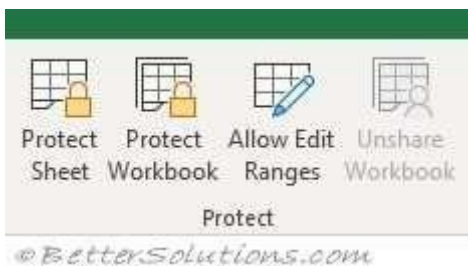 Protect Sheet
Protect Workbook
Allow Edit Ranges
Unshare Workbook
Protect
©BetterSolutions.com